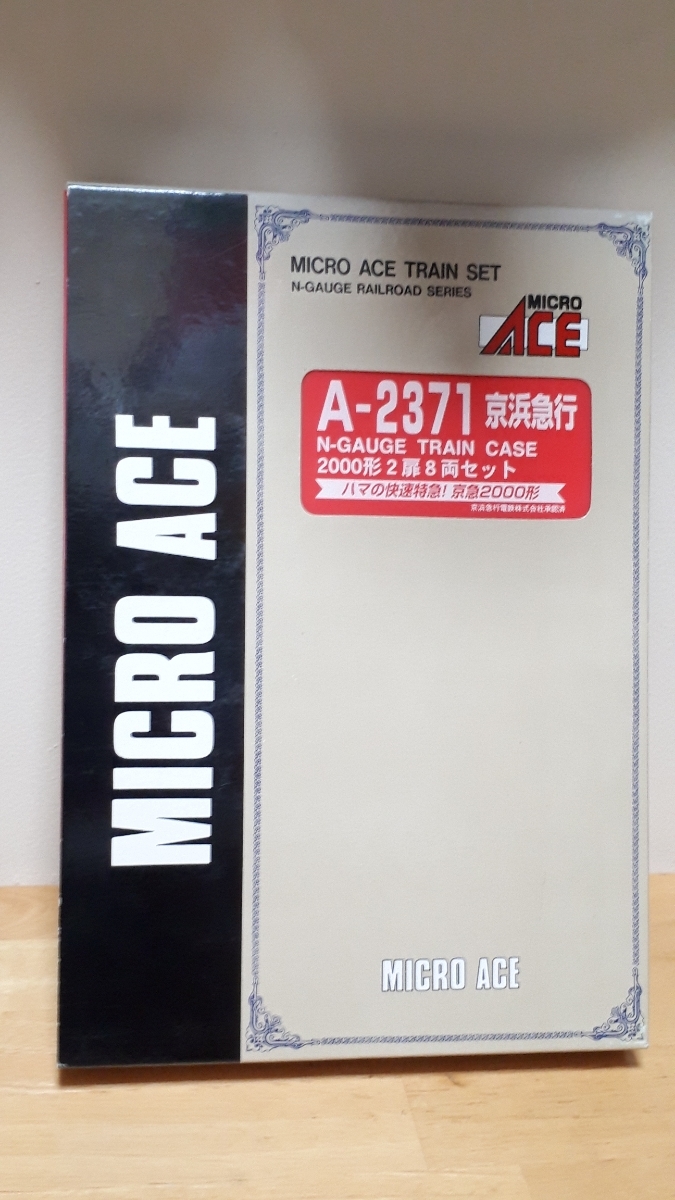 MICRO ACE
MICRO ACE TRAIN SET
N-GAUGE RAILROAD SERIES
MICRO
ACE
A-2371 京浜急行
N-GAUGE TRAIN CASE
2000形2扉8両セット
ハマの快速特急!京急2000形
京浜急行電鉄株式会社承認済
MICRO ACE